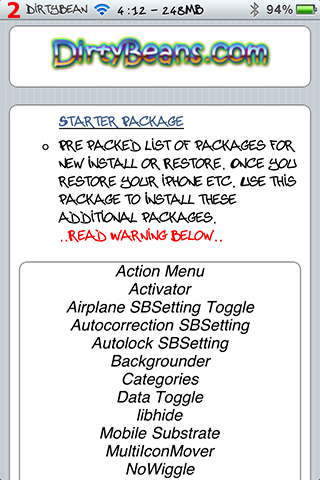 2 DIRTYBEAN 4:12 - 248MB 94%
DirtyBeans.com
STARTER PACKAGE
PRE PACKED LIST OF PACKAGES FOR
NEW INSTALL OR RESTORE. ONCE YOU
RESTORE YOUR IPHONE ETC. USE THIS
PACKAGE TO INSTALL THESE
ADDITIONAL PACKAGES.
..READ WARNING BELOW..
Action Menu
Activator
Airplane SBSetting Toggle
Autocorrection SBSetting
Autolock SBSetting
Backgrounder
Categories
Data Toggle
libhide
Mobile Substrate
MultiIconMover
NoWiggle